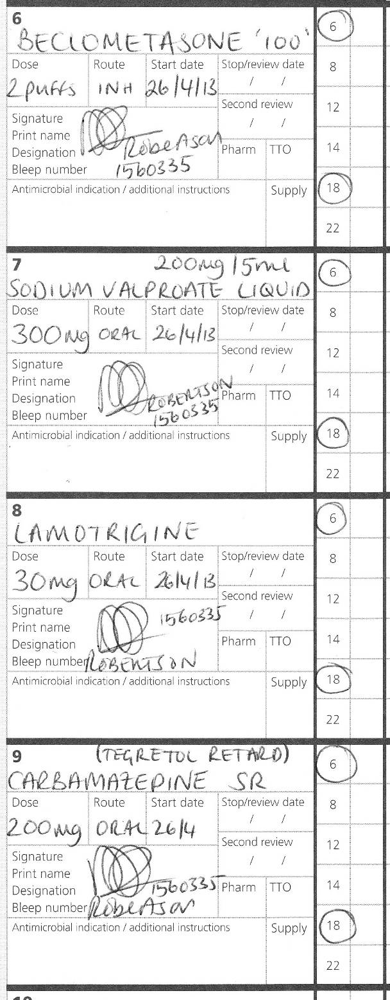 6
BECLOMETASONE '100'
Dose Route Start date Stop/review date
2 PUFFS INH 26/4/13 / /
Second review
/ /
Signature
Print name
Designation Robertson
Bleep number 1560335
Pharm TTO
Antimicrobial indication / additional instructions Supply
6
8
12
14
18
22
7 200mg/5ml
SODIUM VALPROATE LIQUID
Dose Route Start date Stop/review date
300mg ORAL 26/4/13 / /
Second review
/ /
Signature
Print name
Designation ROBERTSON
Bleep number 1560335
Pharm TTO
Antimicrobial indication / additional instructions Supply
6
8
12
14
18
22
8
LAMOTRIGINE
Dose Route Start date Stop/review date
30mg ORAL 26/4/13 / /
Second review
/ /
Signature 1560335
Print name
Designation
Bleep number ROBERTSON
Pharm TTO
Antimicrobial indication / additional instructions Supply
6
8
12
14
18
22
9 (TEGRETOL RETARD)
CARBAMAZEPINE SR
Dose Route Start date Stop/review date
200mg ORAL 26/4 / /
Second review
/ /
Signature
Print name
Designation 1560335
Bleep number Robertson
Pharm TTO
Antimicrobial indication / additional instructions Supply
6
8
12
14
18
22